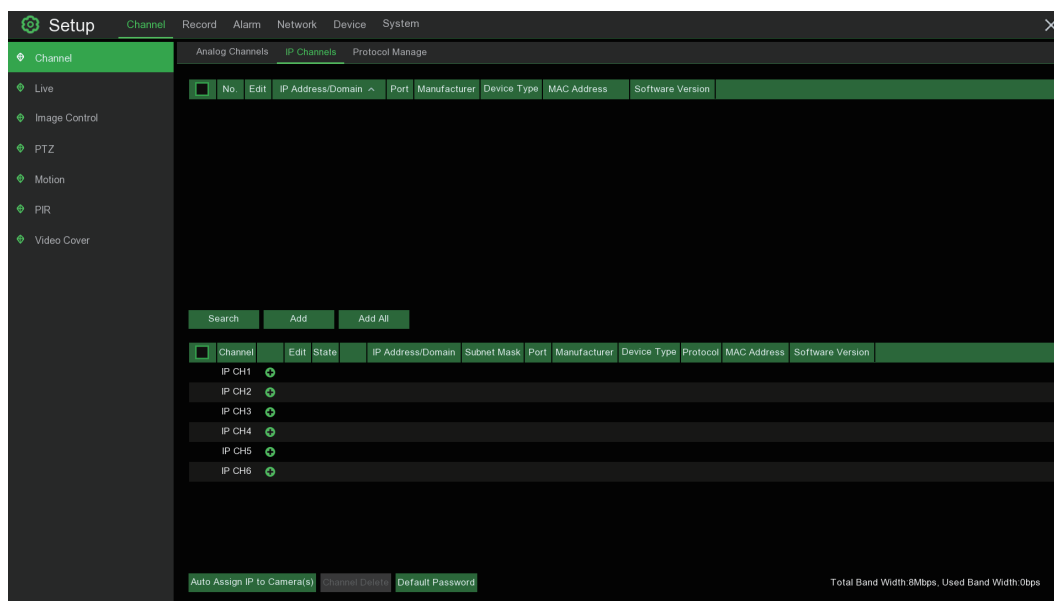 Setup Channel Record Alarm Network Device System
Channel
Analog Channels IP Channels Protocol Manage
Live
No. Edit IP Address/Domain Port Manufacturer Device Type MAC Address Software Version
Image Control
PTZ
Motion
PIR
Video Cover
Search Add Add All
Channel Edit State IP Address/Domain Subnet Mask Port Manufacturer Device Type Protocol MAC Address Software Version
IP CH1
IP CH2
IP CH3
IP CH4
IP CH5
IP CH6
Auto Assign IP to Camera(s) Channel Delete Default Password Total Band Width:8Mbps, Used Band Width:0bps